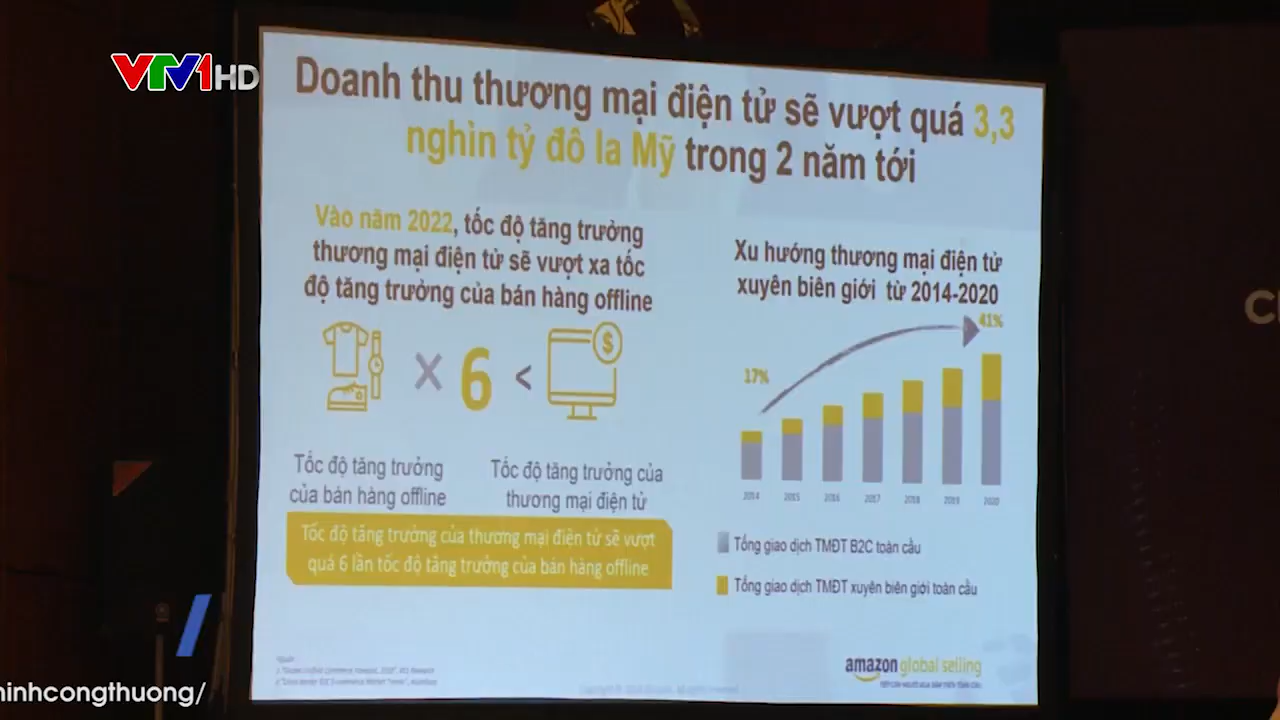 VTV1HD
Doanh thu thương mại điện tử sẽ vượt quá 3,3
nghìn tỷ đô la Mỹ trong 2 năm tới
Vào năm 2022, tốc độ tăng trưởng
thương mại điện tử sẽ vượt xa tốc
độ tăng trưởng của bán hàng offline
× 6 <
$
Tốc độ tăng trưởng
của bán hàng offline
Tốc độ tăng trưởng của
thương mại điện tử
Tốc độ tăng trưởng của thương mại điện tử sẽ vượt
quá 6 lần tốc độ tăng trưởng của bán hàng offline
Xu hướng thương mại điện tử
xuyên biên giới từ 2014-2020
41%
17%
2014 2015 2016 2017 2018 2019 2020
Tổng giao dịch TMĐT B2C toàn cầu
Tổng giao dịch TMĐT xuyên biên giới toàn cầu
amazon global selling
inhcongthuong/